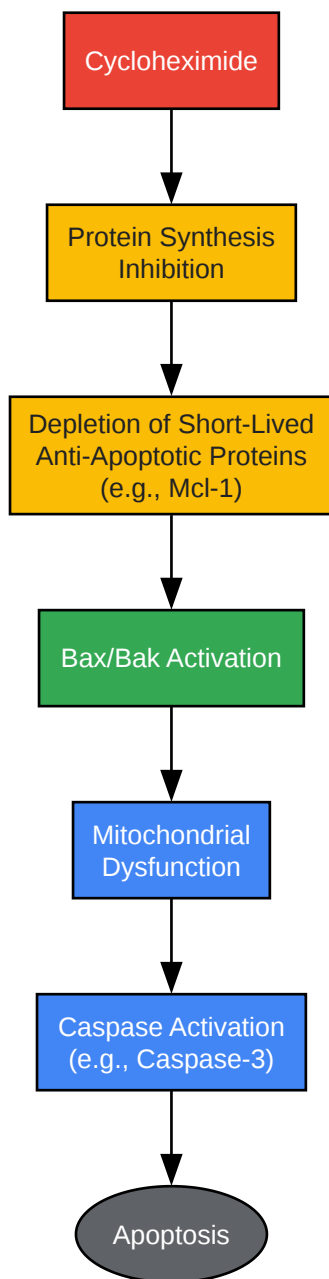 Cycloheximide
Protein Synthesis
Inhibition
Depletion of Short-Lived
Anti-Apoptotic Proteins
(e.g., Mcl-1)
Bax/Bak Activation
Mitochondrial
Dysfunction
Caspase Activation
(e.g., Caspase-3)
Apoptosis